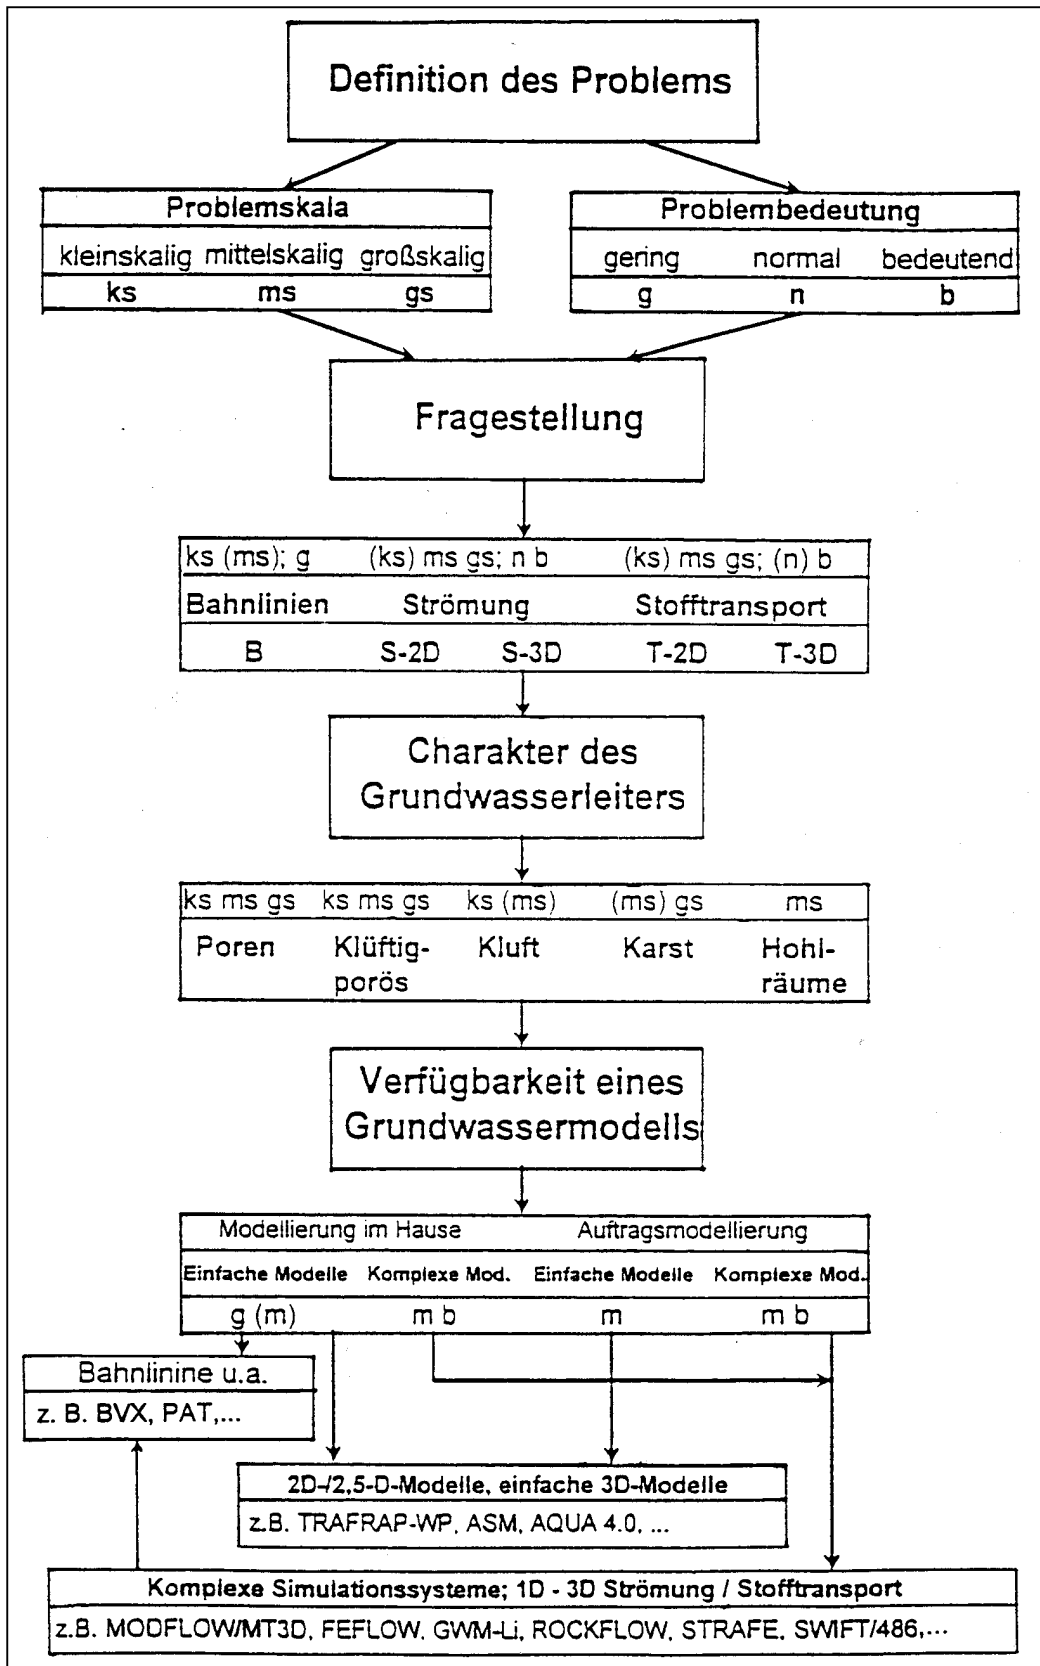 Definition des Problems
Problemskala
kleinskalig mittelskalig großskalig
ks ms gs
Problembedeutung
gering normal bedeutend
g n b
Fragestellung
ks (ms); g (ks) ms gs; n b (ks) ms gs; (n) b
Bahnlinien Strömung Stofftransport
B S-2D S-3D T-2D T-3D
Charakter des
Grundwasserleiters
ks ms gs ks ms gs ks (ms) (ms) gs ms
Poren Klüftig- Kluft Karst Hohl-
porös räume
Verfügbarkeit eines
Grundwassermodells
Modellierung im Hause Auftragsmodellierung
Einfache Modelle Komplexe Mod. Einfache Modelle Komplexe Mod.
g (m) m b m m b
Bahnlinine u.a.
z. B. BVX, PAT,...
2D-/2,5-D-Modelle, einfache 3D-Modelle
z.B. TRAFRAP-WP, ASM, AQUA 4.0, ...
Komplexe Simulationssysteme; 1D - 3D Strömung / Stofftransport
z.B. MODFLOW/MT3D, FEFLOW, GWM-Li, ROCKFLOW, STRAFE, SWIFT/486,...